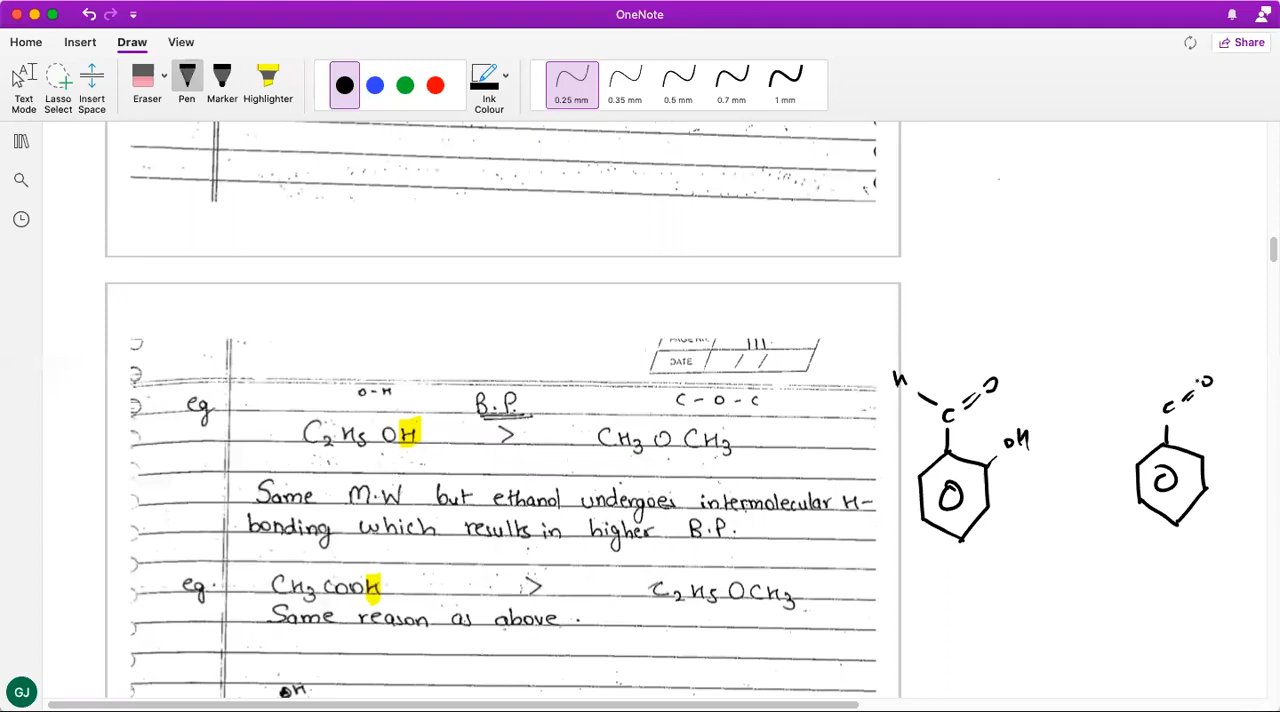 OneNote
Home Insert Draw View
Share
Text Mode
Lasso Select
Insert Space
Eraser
Pen
Marker
Highlighter
Ink Colour
0.25 mm
0.35 mm
0.5 mm
0.7 mm
1 mm
DATE / /
eg
O-H
B.P.
C-O-C
C2H5OH > CH3OCH3
Same M.W but ethanol undergoes intermolecular H-
bonding which results in higher B.P.
eg. CH3COOH > C2H5OCH3.
Same reason as above.
OH
H
C
O
OH
C
O
GJ